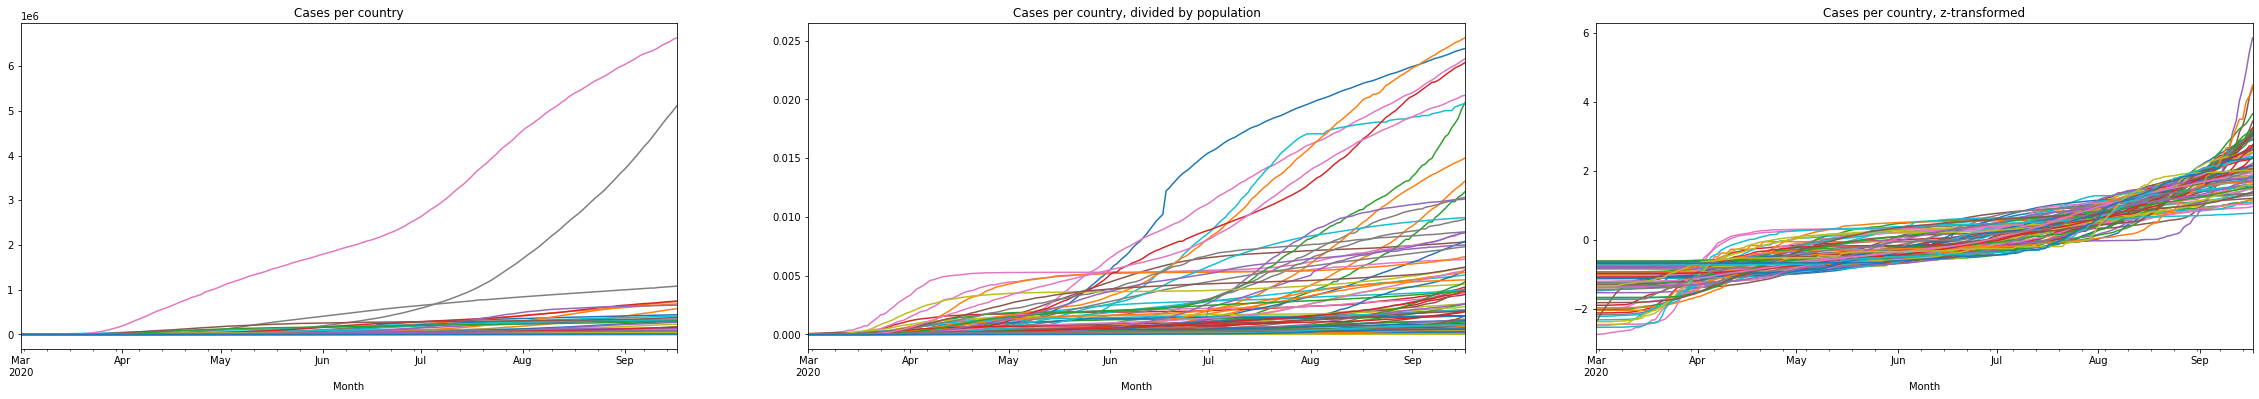 Cases per country
1e6
6
5
4
3
2
1
0
Mar
2020
Apr
May
Jun
Jul
Aug
Sep
Month
Cases per country, divided by population
0.025
0.020
0.015
0.010
0.005
0.000
Mar
2020
Apr
May
Jun
Jul
Aug
Sep
Month
Cases per country, z-transformed
6
4
2
0
−2
Mar
2020
Apr
May
Jun
Jul
Aug
Sep
Month